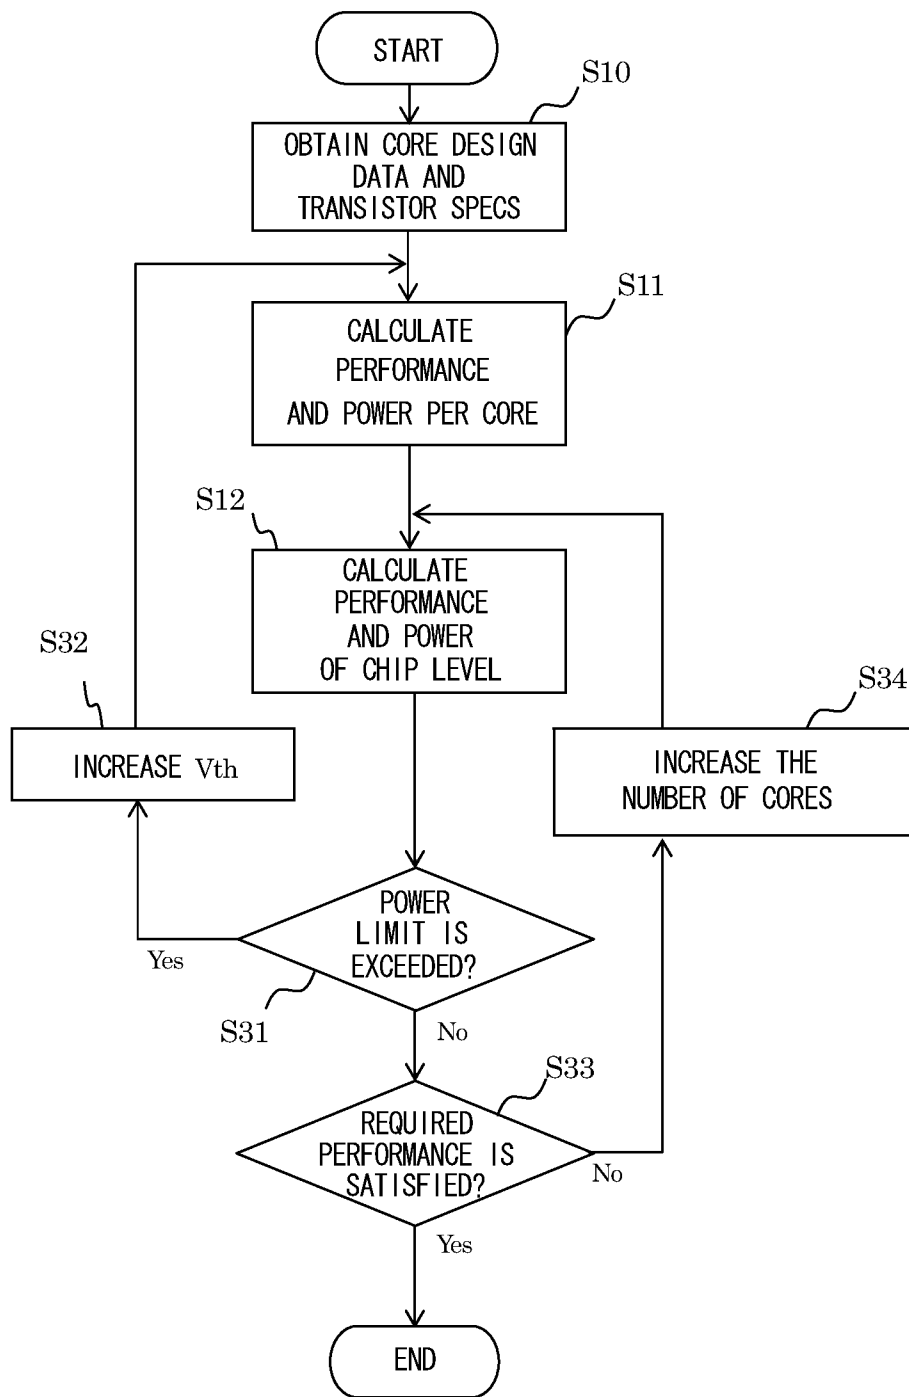 START
S10
OBTAIN CORE DESIGN
DATA AND
TRANSISTOR SPECS
S11
CALCULATE
PERFORMANCE
AND POWER PER CORE
S12
CALCULATE
PERFORMANCE
AND POWER
OF CHIP LEVEL
S32
INCREASE Vth
S34
INCREASE THE
NUMBER OF CORES
POWER
LIMIT IS
EXCEEDED?
Yes
S31
No
S33
REQUIRED
PERFORMANCE IS
SATISFIED?
No
Yes
END